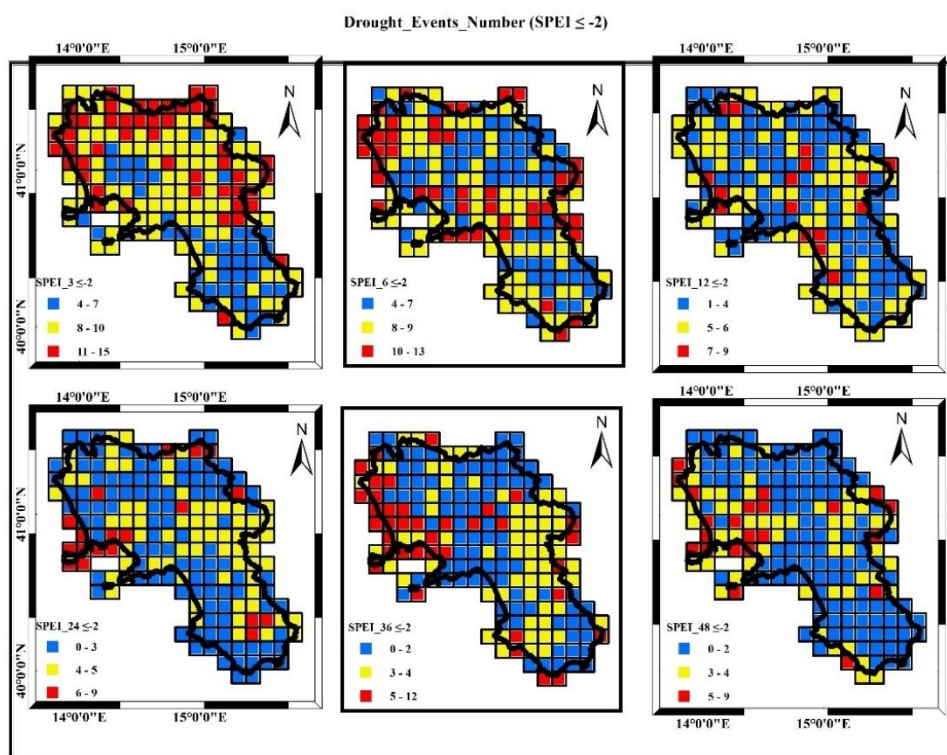 Drought_Events_Number (SPEI ≤ -2)
14°0'0"E 15°0'0"E
14°0'0"E 15°0'0"E
N
N
N
41°0'0"N
40°0'0"N
SPEI_3 ≤-2
4 - 7
8 - 10
11 - 15
SPEI_6 ≤-2
4 - 7
8 - 9
10 - 13
SPEI_12 ≤-2
1 - 4
5 - 6
7 - 9
14°0'0"E 15°0'0"E
14°0'0"E 15°0'0"E
N
N
N
41°0'0"N
40°0'0"N
SPEI_24 ≤-2
0 - 3
4 - 5
6 - 9
SPEI_36 ≤-2
0 - 2
3 - 4
5 - 12
SPEI_48 ≤-2
0 - 2
3 - 4
5 - 9
14°0'0"E 15°0'0"E
14°0'0"E 15°0'0"E